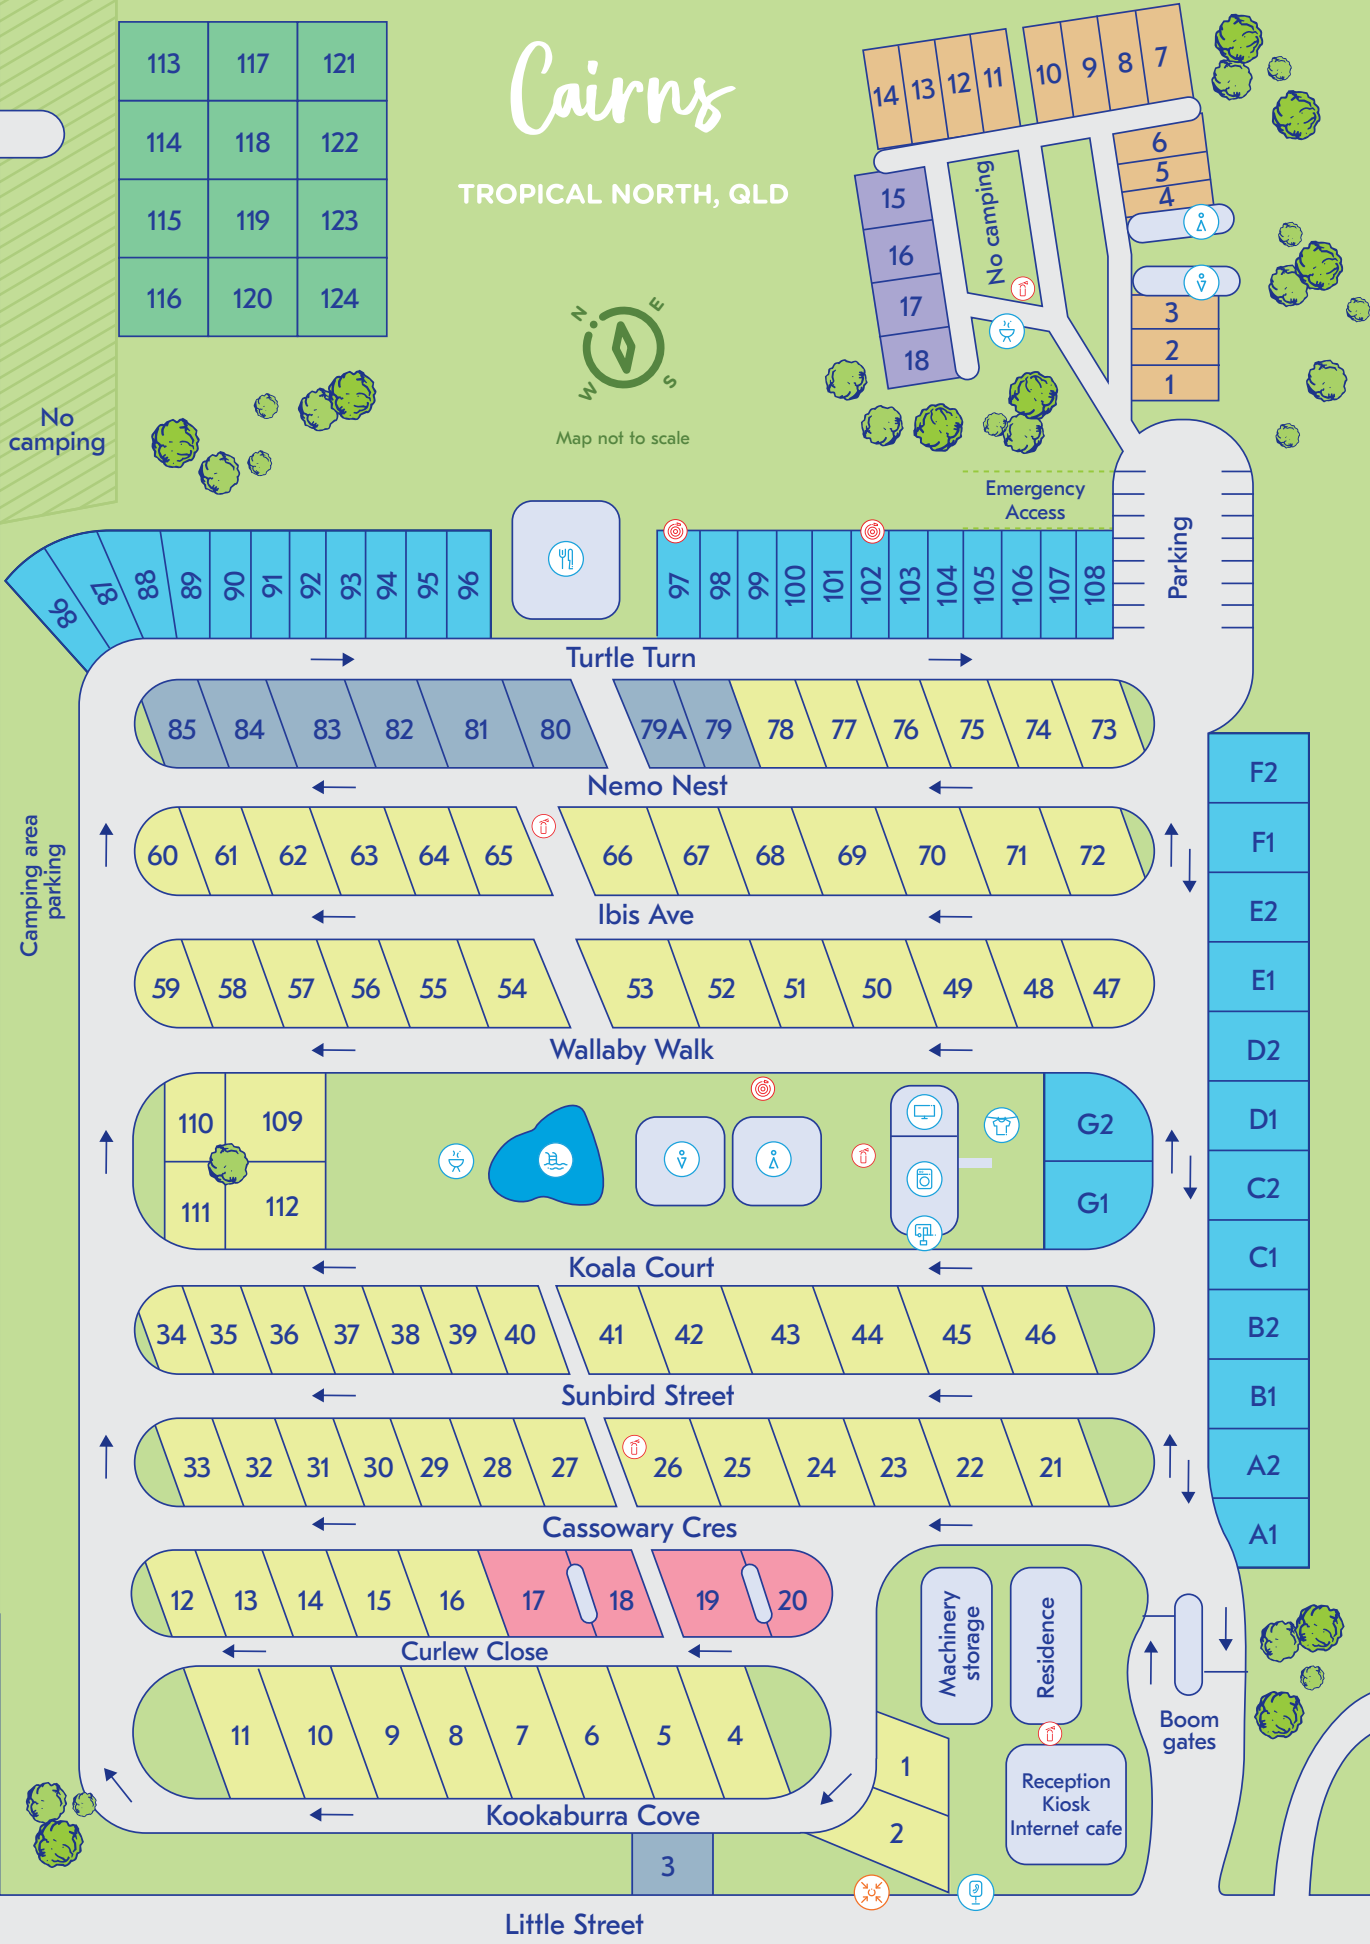 Cairns
TROPICAL NORTH, QLD
N
E
W
S
Map not to scale
113 117 121
114 118 122
115 119 123
116 120 124
No
camping
14 13 12 11 10 9 8 7
6
5
4
3
2
1
15
16
17
18
No camping
Emergency
Access
Parking
86 87 88 89 90 91 92 93 94 95 96
97 98 99 100 101 102 103 104 105 106 107 108
Turtle Turn
85 84 83 82 81 80 79A 79 78 77 76 75 74 73
Nemo Nest
60 61 62 63 64 65 66 67 68 69 70 71 72
Ibis Ave
59 58 57 56 55 54 53 52 51 50 49 48 47
Wallaby Walk
110 109
111 112
G2
G1
Koala Court
34 35 36 37 38 39 40 41 42 43 44 45 46
Sunbird Street
33 32 31 30 29 28 27 26 25 24 23 22 21
Cassowary Cres
12 13 14 15 16 17 18 19 20
Curlew Close
11 10 9 8 7 6 5 4
Kookaburra Cove
3
1
2
Camping area
parking
F2
F1
E2
E1
D2
D1
C2
C1
B2
B1
A2
A1
Machinery
storage
Residence
Boom
gates
Reception
Kiosk
Internet cafe
Little Street